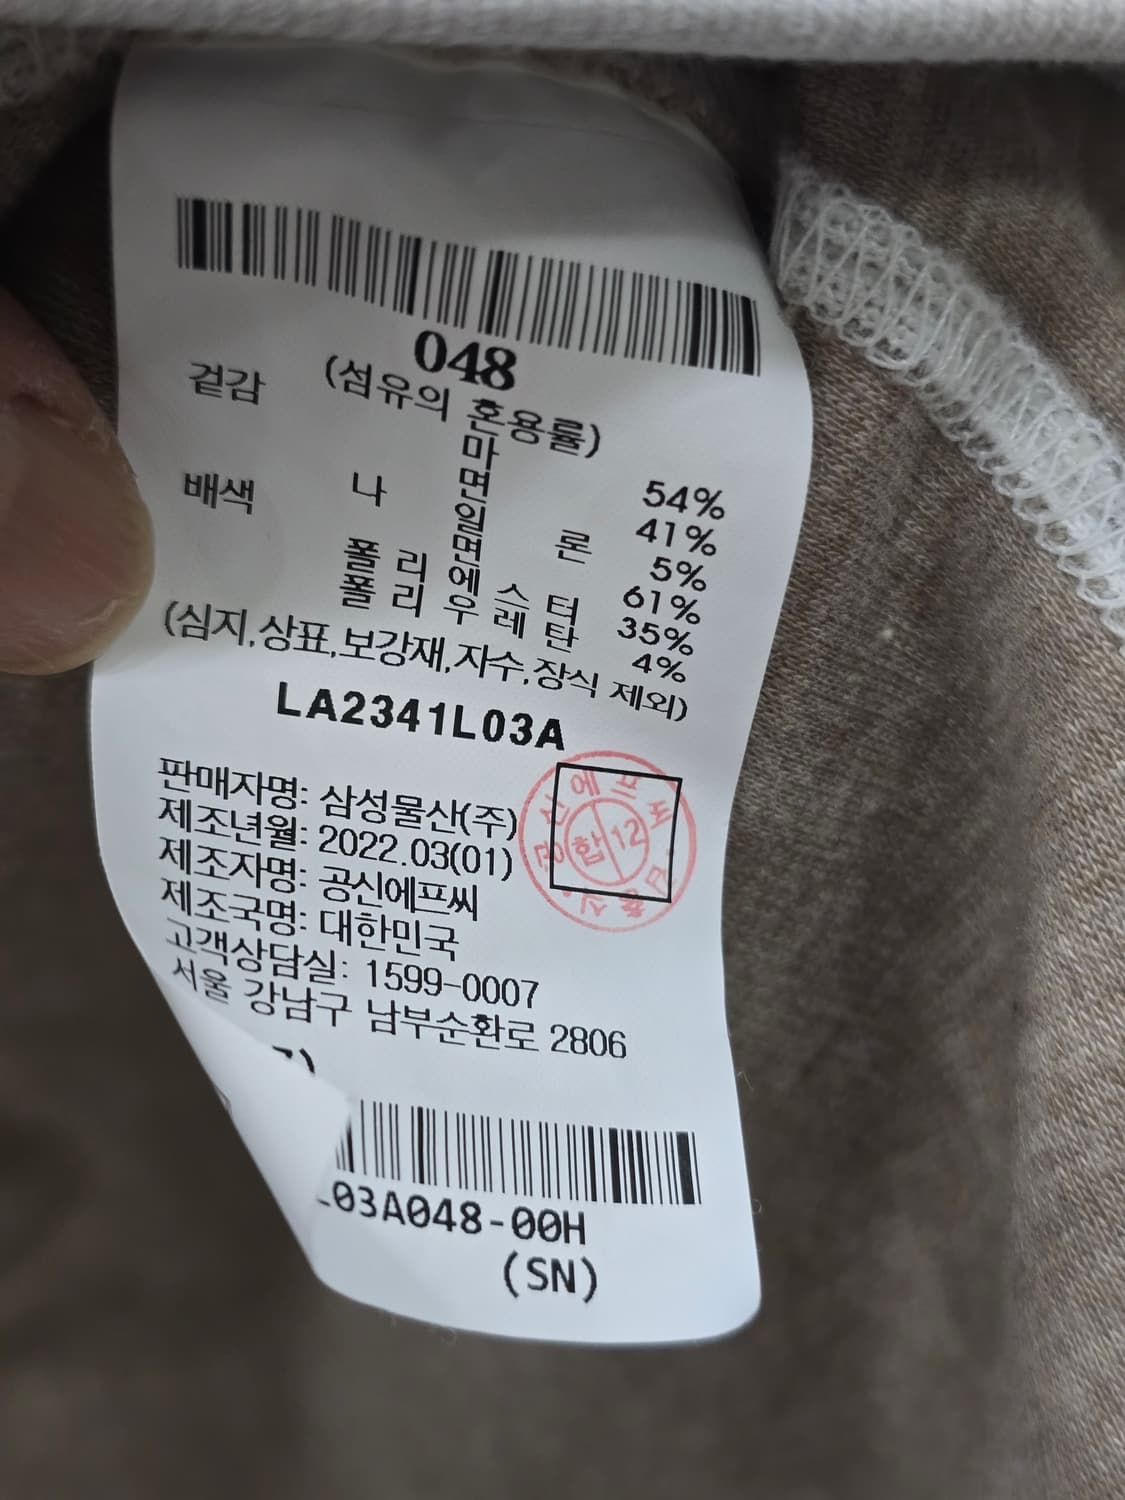 048
(섬유의 혼용률)
겉감 마 54%
면 41%
나 일 론 5%
배색 면 61%
폴 리 에 스 터 35%
폴 리 우 레 탄 4%
(심지,상표,보강재,자수,장식 제외)
LA2341L03A
판매자명: 삼성물산(주)
제조년월: 2022.03(01)
제조자명: 공신에프씨
제조국명: 대한민국
고객상담실: 1599-0007
서울 강남구 남부순환로 2806
합 12
L03A048-00H
(SN)